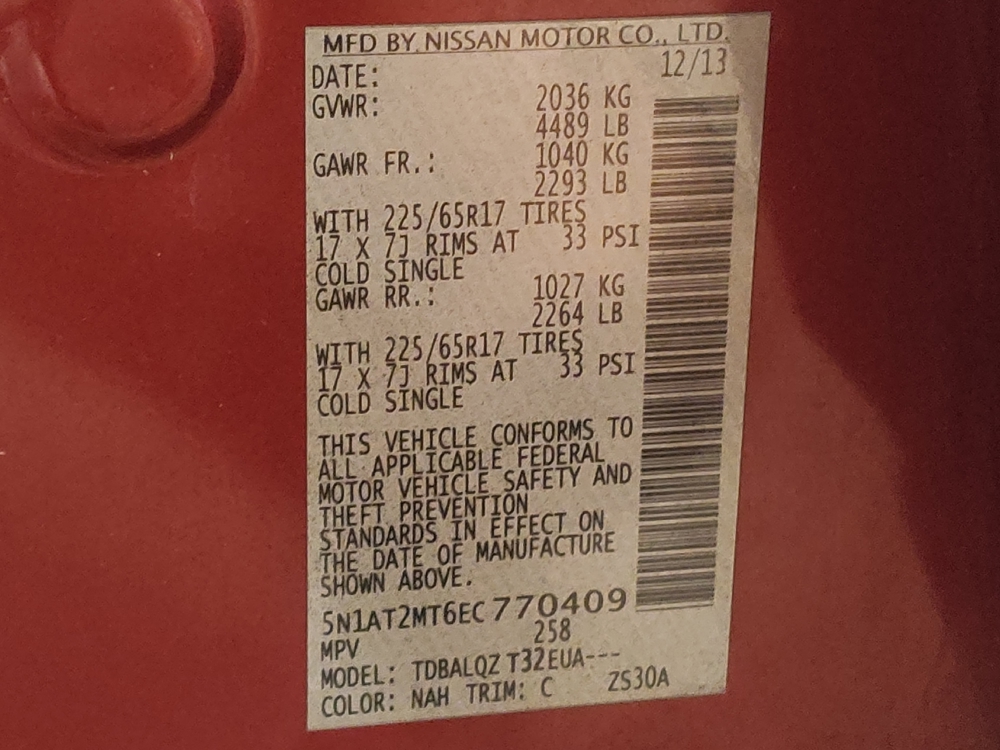 MFD BY NISSAN MOTOR CO., LTD.
DATE: 12/13
GVWR: 2036 KG
4489 LB
GAWR FR.: 1040 KG
2293 LB
WITH 225/65R17 TIRES
17 X 7J RIMS AT 33 PSI
COLD SINGLE
GAWR RR.: 1027 KG
2264 LB
WITH 225/65R17 TIRES
17 X 7J RIMS AT 33 PSI
COLD SINGLE
THIS VEHICLE CONFORMS TO
ALL APPLICABLE FEDERAL
MOTOR VEHICLE SAFETY AND
THEFT PREVENTION
STANDARDS IN EFFECT ON
THE DATE OF MANUFACTURE
SHOWN ABOVE.
5N1AT2MT6EC770409
MPV 258
MODEL: TDBALQZ T32EUA---
COLOR: NAH TRIM: C ZS30A